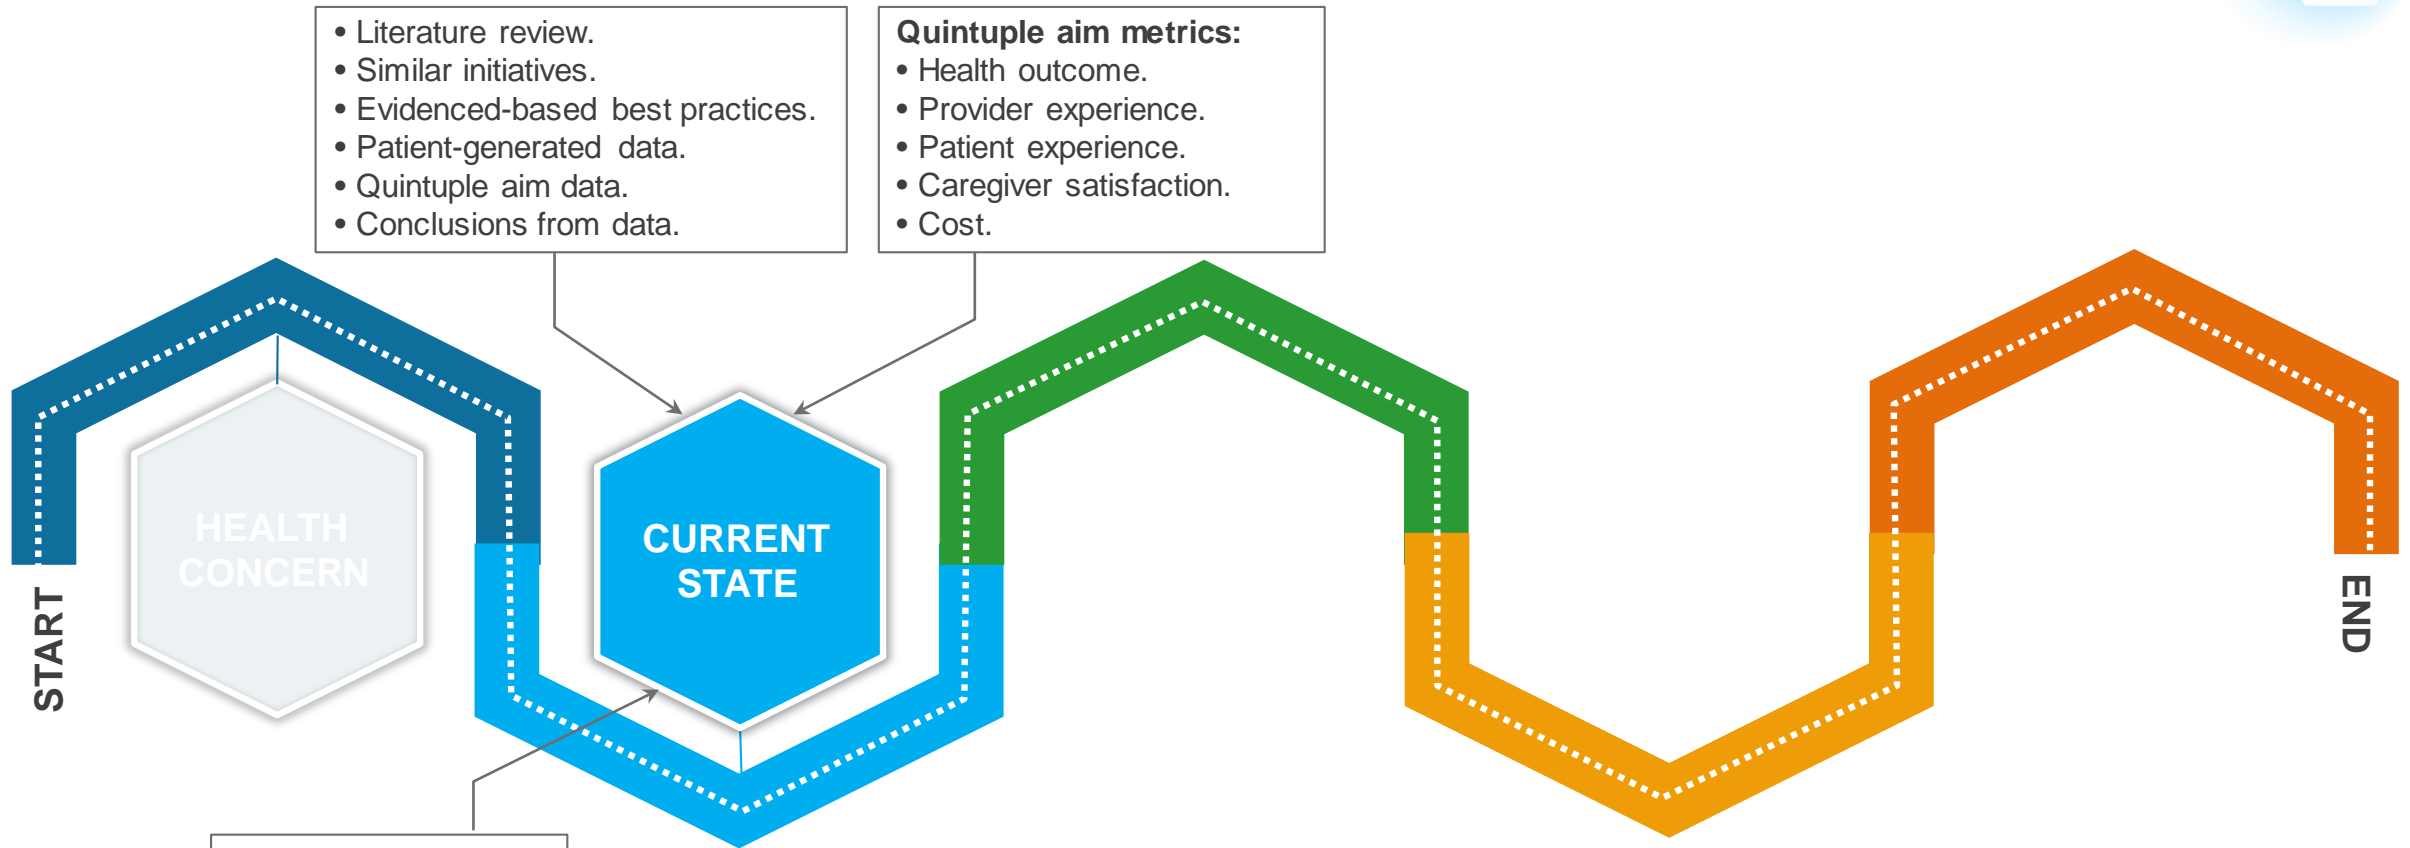 • Literature review.
• Similar initiatives.
• Evidenced-based best practices.
• Patient-generated data.
• Quintuple aim data.
• Conclusions from data.
Quintuple aim metrics:
• Health outcome.
• Provider experience.
• Patient experience.
• Caregiver satisfaction.
• Cost.
START
HEALTH
CONCERN
CURRENT
STATE
END